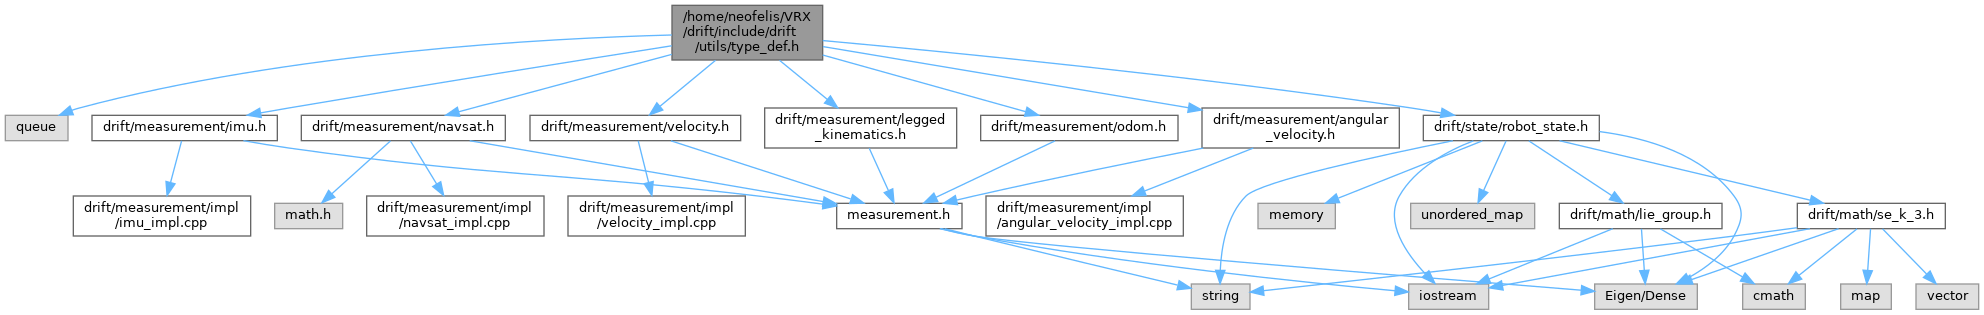 /home/neofelis/VRX
/drift/include/drift
/utils/type_def.h
queue
drift/measurement/imu.h
drift/measurement/navsat.h
drift/measurement/velocity.h
drift/measurement/legged
_kinematics.h
drift/measurement/odom.h
drift/measurement/angular
_velocity.h
drift/state/robot_state.h
drift/measurement/impl
/imu_impl.cpp
math.h
drift/measurement/impl
/navsat_impl.cpp
drift/measurement/impl
/velocity_impl.cpp
measurement.h
drift/measurement/impl
/angular_velocity_impl.cpp
memory
unordered_map
drift/math/lie_group.h
drift/math/se_k_3.h
string
iostream
Eigen/Dense
cmath
map
vector